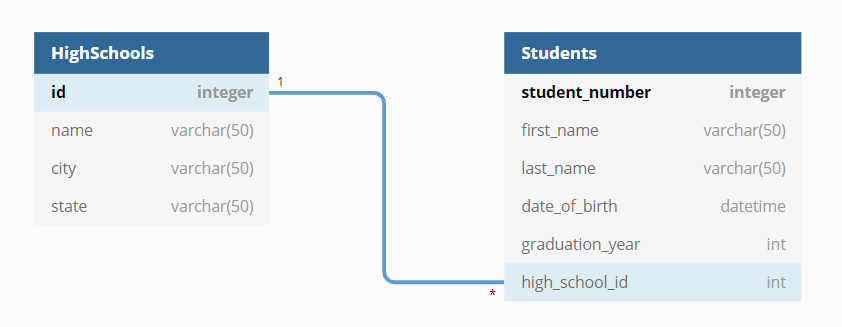 HighSchools
id integer
name varchar(50)
city varchar(50)
state varchar(50)
1
*
Students
student_number integer
first_name varchar(50)
last_name varchar(50)
date_of_birth datetime
graduation_year int
high_school_id int